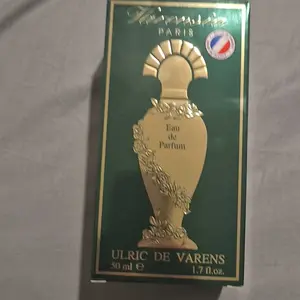 Varensia
PARIS
Eau
de
Parfum
ULRIC DE VARENS
50 ml ℮ 1.7 fl.oz.